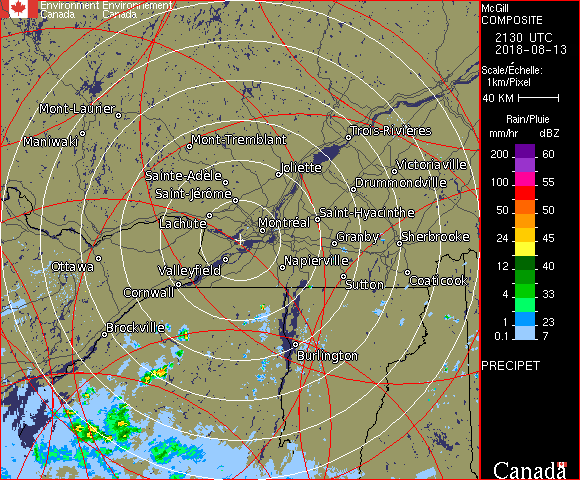 Environment Environnement
Canada Canada
McGill
COMPOSITE
2130 UTC
2018-08-13
Scale/Échelle:
1km/Pixel
40 KM
Rain/Pluie
mm/hr dBZ
200 60
150 57
100 55
50 50
24 45
12 40
4 33
1 23
0.1 7
PRECIPET
Canada
Mont-Laurier
Maniwaki
Mont-Tremblant
Trois-Rivières
Sainte-Adèle
Joliette
Victoriaville
Saint-Jérôme
Drummondville
Lachute
Montréal
Saint-Hyacinthe
Granby
Sherbrooke
Ottawa
Valleyfield
Napierville
Cornwall
Sutton
Coaticook
Brockville
Burlington